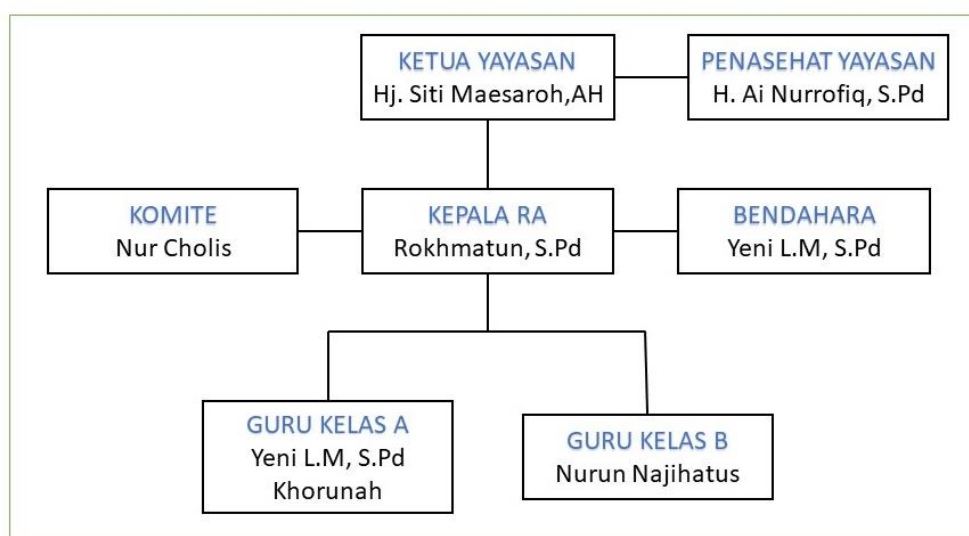 KETUA YAYASAN
Hj. Siti Maesaroh,AH
PENASEHAT YAYASAN
H. Ai Nurrofiq, S.Pd
KOMITE
Nur Cholis
KEPALA RA
Rokhmatun, S.Pd
BENDAHARA
Yeni L.M, S.Pd
GURU KELAS A
Yeni L.M, S.Pd
Khorunah
GURU KELAS B
Nurun Najihatus